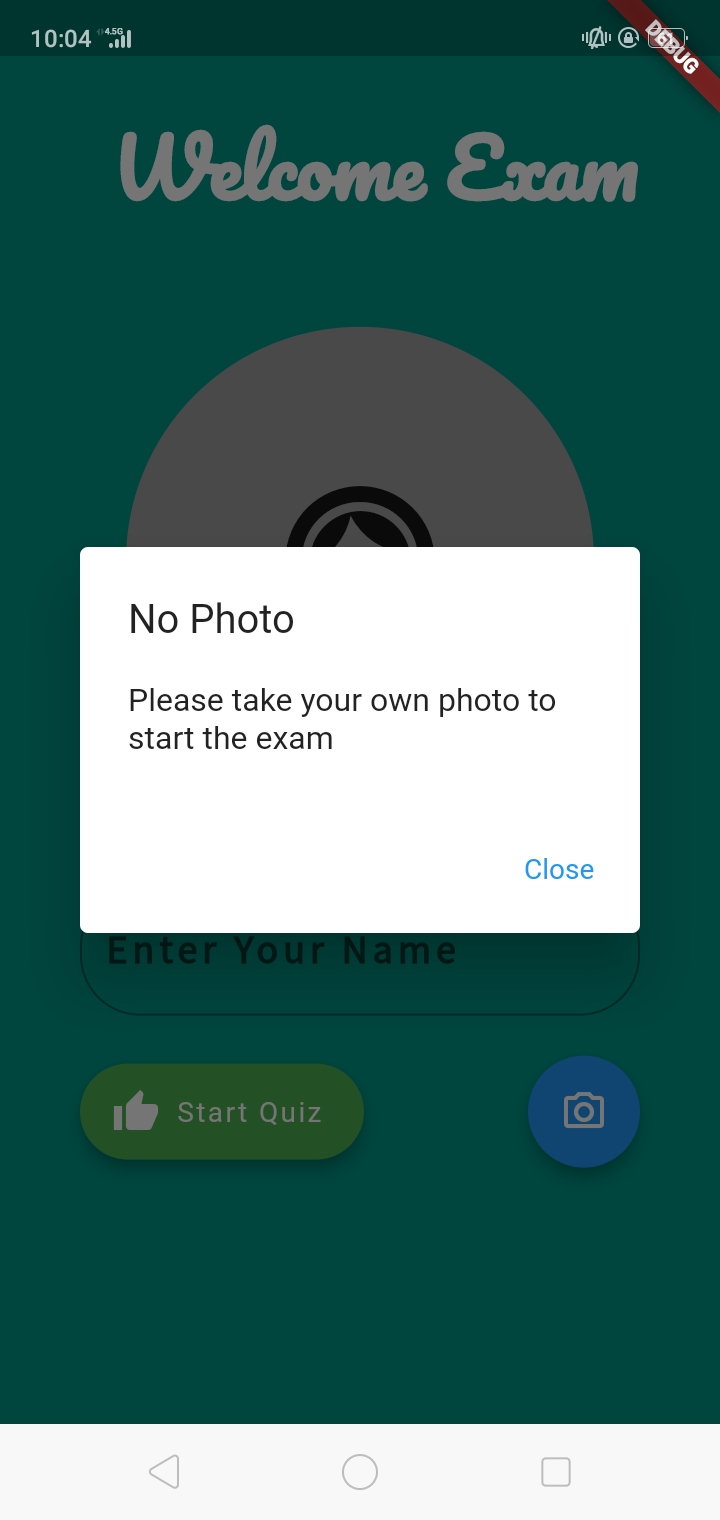 10:04 4.5G
DEBUG
Welcome Exam
No Photo
Please take your own photo to
start the exam
Close
Enter Your Name
Start Quiz